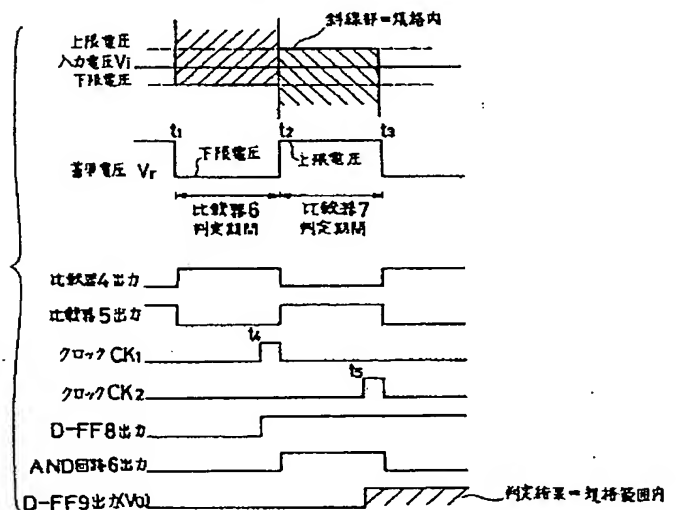 斜線部=規格内
上限電圧
入力電圧Vi
下限電圧
t1 t2 t3
基準電圧 Vr
下限電圧
上限電圧
比較器6 比較器7
判定期間 判定期間
比較器4出力
比較器5出力
t4
クロックCK1
t5
クロックCK2
D-FF8出力
AND回路6出力
D-FF9出力(Vo)
判定結果=規格範囲内